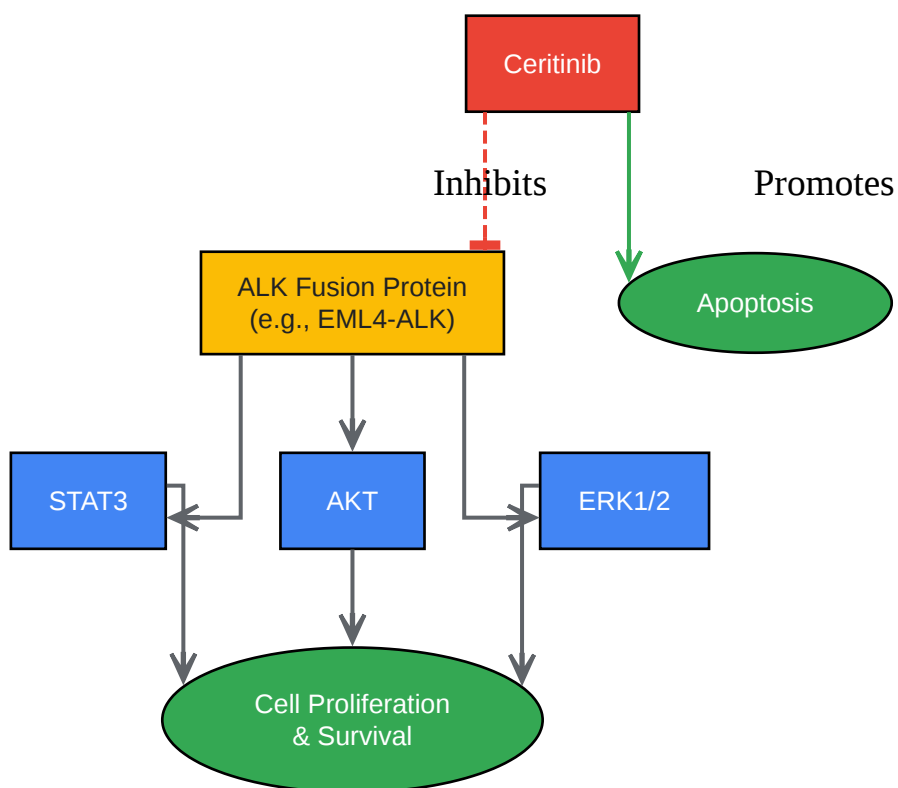 Ceritinib
Inhibits
Promotes
ALK Fusion Protein
(e.g., EML4-ALK)
Apoptosis
STAT3
AKT
ERK1/2
Cell Proliferation
& Survival